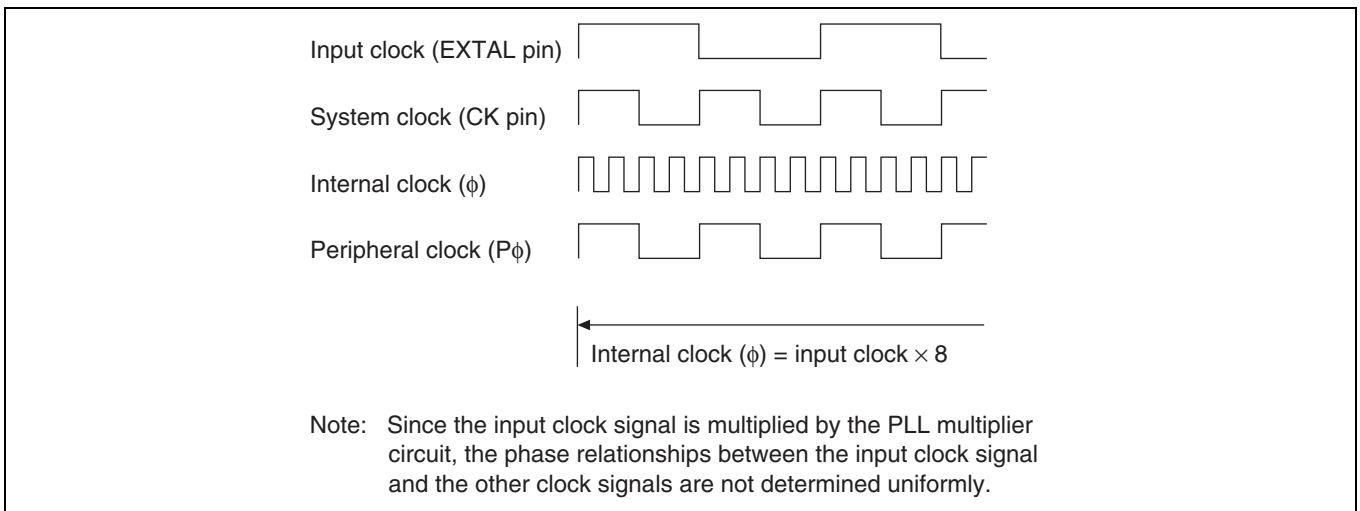 Input clock (EXTAL pin)
System clock (CK pin)
Internal clock (ϕ)
Peripheral clock (Pϕ)
Internal clock (ϕ) = input clock × 8
Note: Since the input clock signal is multiplied by the PLL multiplier
circuit, the phase relationships between the input clock signal
and the other clock signals are not determined uniformly.